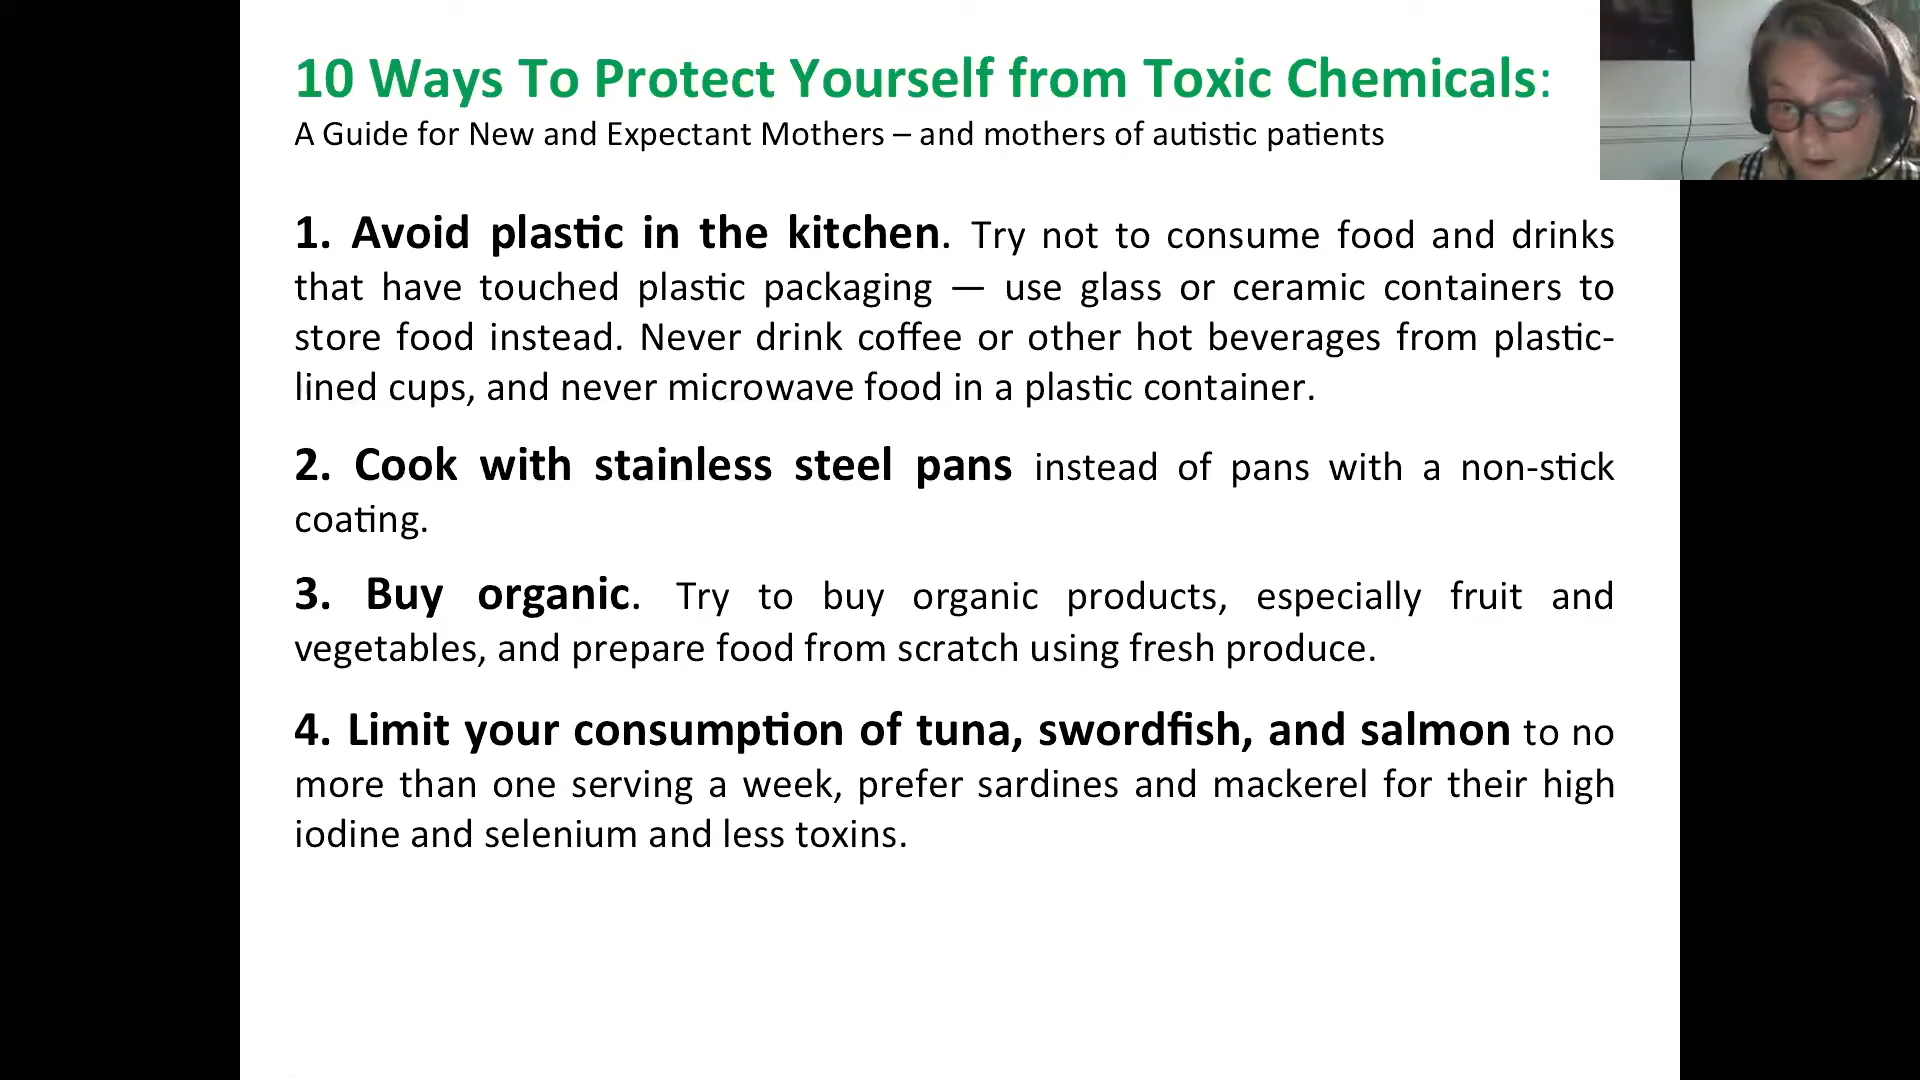 10 Ways To Protect Yourself from Toxic Chemicals:
A Guide for New and Expectant Mothers – and mothers of autistic patients
1. Avoid plastic in the kitchen. Try not to consume food and drinks
that have touched plastic packaging — use glass or ceramic containers to
store food instead. Never drink coffee or other hot beverages from plastic-
lined cups, and never microwave food in a plastic container.
2. Cook with stainless steel pans instead of pans with a non-stick
coating.
3. Buy organic. Try to buy organic products, especially fruit and
vegetables, and prepare food from scratch using fresh produce.
4. Limit your consumption of tuna, swordfish, and salmon to no
more than one serving a week, prefer sardines and mackerel for their high
iodine and selenium and less toxins.